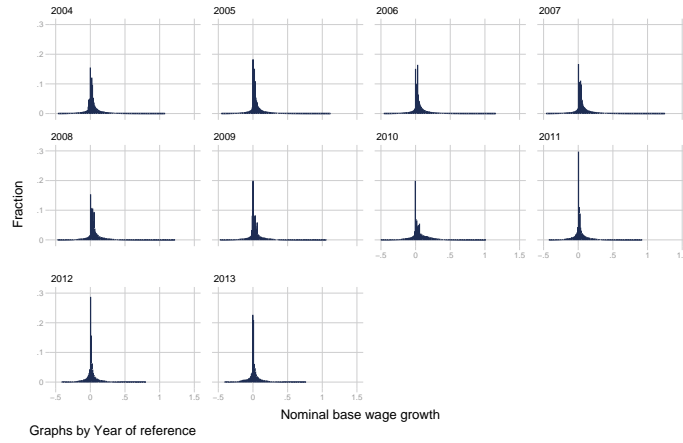 2004 2005 2006 2007
.3
.2
.1
0
2008 2009 2010 2011
.3
.2
.1
0
-.5 0 .5 1 1.5 -.5 0 .5 1 1.5
2012 2013
.3
.2
.1
0
-.5 0 .5 1 1.5 -.5 0 .5 1 1.5
Fraction
Nominal base wage growth
Graphs by Year of reference